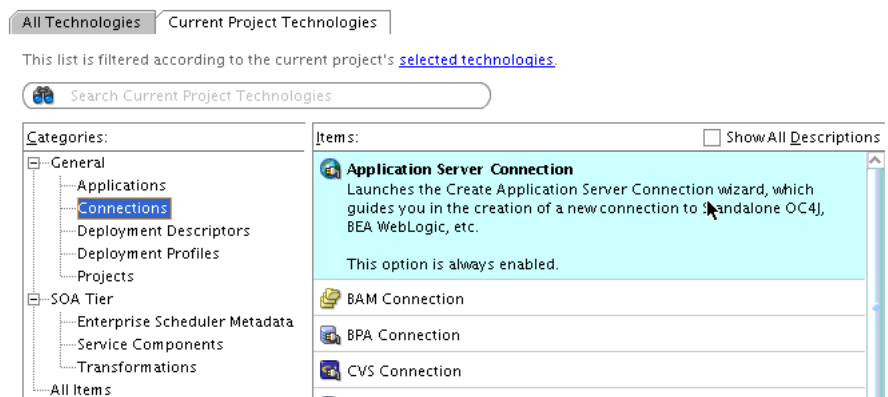 All Technologies Current Project Technologies
This list is filtered according to the current project's selected technologies.
Search Current Project Technologies
Categories:
General
Applications
Connections
Deployment Descriptors
Deployment Profiles
Projects
SOA Tier
Enterprise Scheduler Metadata
Service Components
Transformations
All Items
Items: Show All Descriptions
Application Server Connection
Launches the Create Application Server Connection wizard, which
guides you in the creation of a new connection to Standalone OC4J,
BEA WebLogic, etc.
This option is always enabled.
BAM Connection
BPA Connection
CVS Connection